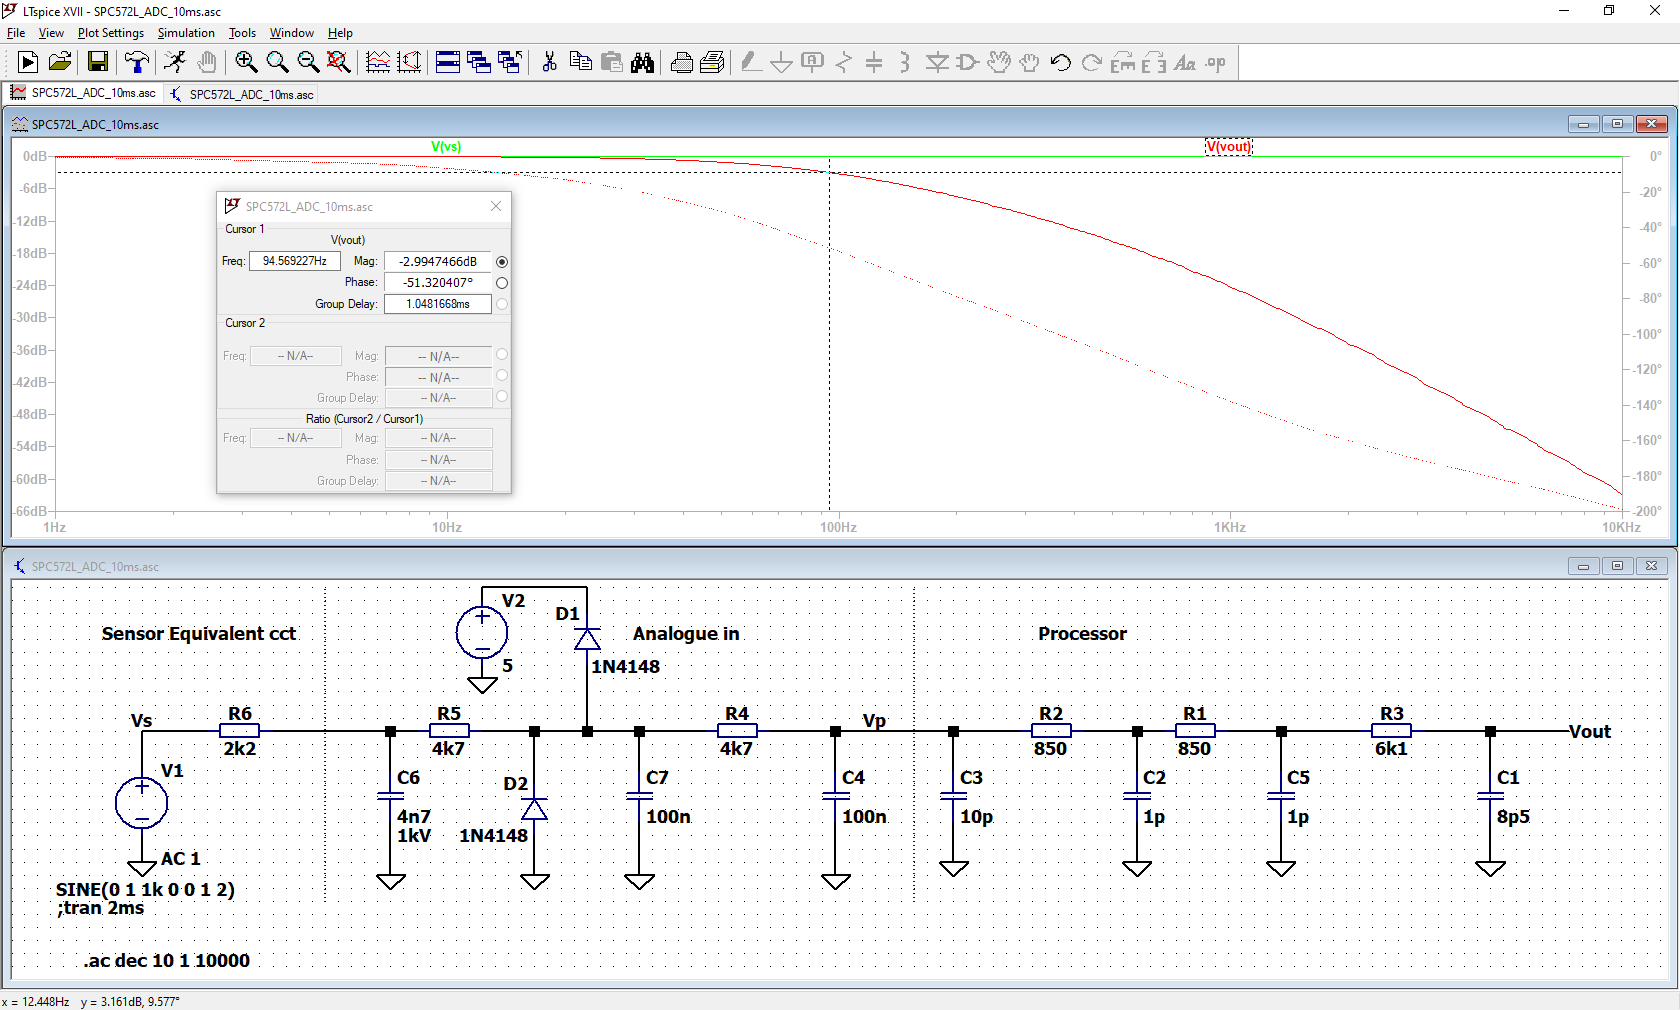 LTspice XVII - SPC572L_ADC_10ms.asc
File View Plot Settings Simulation Tools Window Help
SPC572L_ADC_10ms.asc SPC572L_ADC_10ms.asc
SPC572L_ADC_10ms.asc
V(vs) V(vout)
0dB
-6dB
-12dB
-18dB
-24dB
-30dB
-36dB
-42dB
-48dB
-54dB
-60dB
-66dB
0°
-20°
-40°
-60°
-80°
-100°
-120°
-140°
-160°
-180°
-200°
1Hz 10Hz 100Hz 1KHz 10KHz
SPC572L_ADC_10ms.asc
Cursor 1
V(vout)
Freq: 94.569227Hz Mag: -2.9947466dB
Phase: -51.320407°
Group Delay: 1.0481668ms
Cursor 2
Freq: -- N/A-- Mag: -- N/A--
Phase: -- N/A--
Group Delay: -- N/A--
Ratio (Cursor2 / Cursor1)
Freq: -- N/A-- Mag: -- N/A--
Phase: -- N/A--
Group Delay: -- N/A--
SPC572L_ADC_10ms.asc
Sensor Equivalent cct
V2
5
D1
1N4148
Analogue in
Processor
Vs
R6
2k2
R5
4k7
R4
4k7
Vp
R2
850
R1
850
R3
6k1
Vout
V1
AC 1
SINE(0 1 1k 0 0 1 2)
;tran 2ms
C6
4n7
1kV
D2
1N4148
C7
100n
C4
100n
C3
10p
C2
1p
C5
1p
C1
8p5
.ac dec 10 1 10000
x = 12.448Hz y = 3.161dB, 9.577°